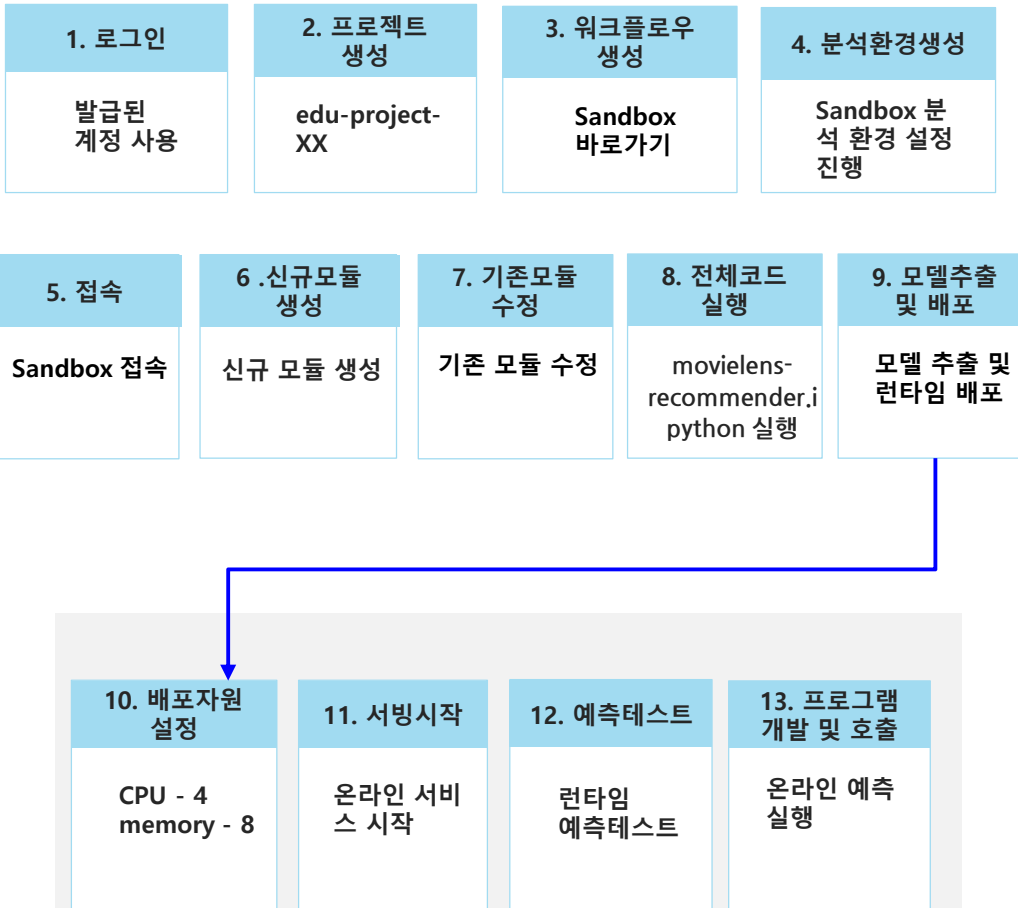 1. 로그인
발급된
계정 사용
2. 프로젝트
생성
edu-project-
XX
3. 워크플로우
생성
Sandbox
바로가기
4. 분석환경생성
Sandbox 분
석 환경 설정
진행
5. 접속
Sandbox 접속
6 .신규모듈
생성
신규 모듈 생성
7. 기존모듈
수정
기존 모듈 수정
8. 전체코드
실행
movielens-
recommender.i
python 실행
9. 모델추출
및 배포
모델 추출 및
런타임 배포
10. 배포자원
설정
CPU - 4
memory - 8
11. 서빙시작
온라인 서비
스 시작
12. 예측테스트
런타임
예측테스트
13. 프로그램
개발 및 호출
온라인 예측
실행